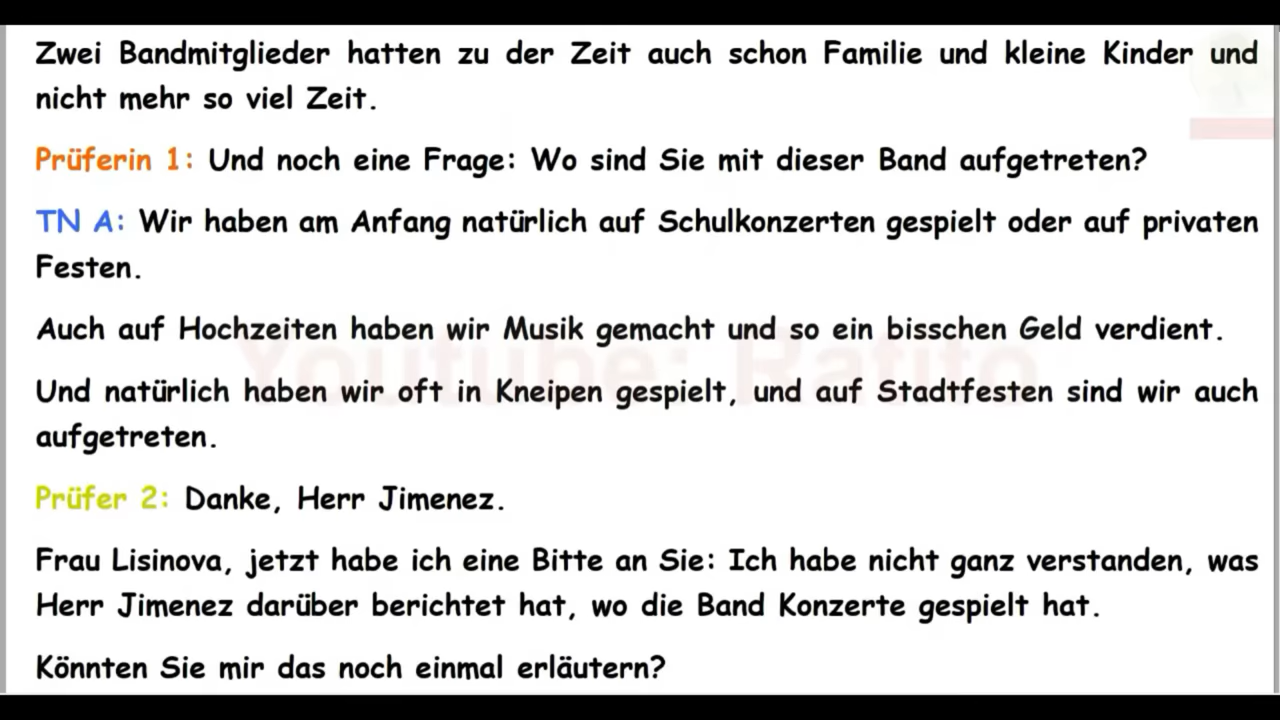 Zwei Bandmitglieder hatten zu der Zeit auch schon Familie und kleine Kinder und
nicht mehr so viel Zeit.
Prüferin 1: Und noch eine Frage: Wo sind Sie mit dieser Band aufgetreten?
TN A: Wir haben am Anfang natürlich auf Schulkonzerten gespielt oder auf privaten
Festen.
Auch auf Hochzeiten haben wir Musik gemacht und so ein bisschen Geld verdient.
Youtube: Rafito
Und natürlich haben wir oft in Kneipen gespielt, und auf Stadtfesten sind wir auch
aufgetreten.
Prüfer 2: Danke, Herr Jimenez.
Frau Lisinova, jetzt habe ich eine Bitte an Sie: Ich habe nicht ganz verstanden, was
Herr Jimenez darüber berichtet hat, wo die Band Konzerte gespielt hat.
Könnten Sie mir das noch einmal erläutern?